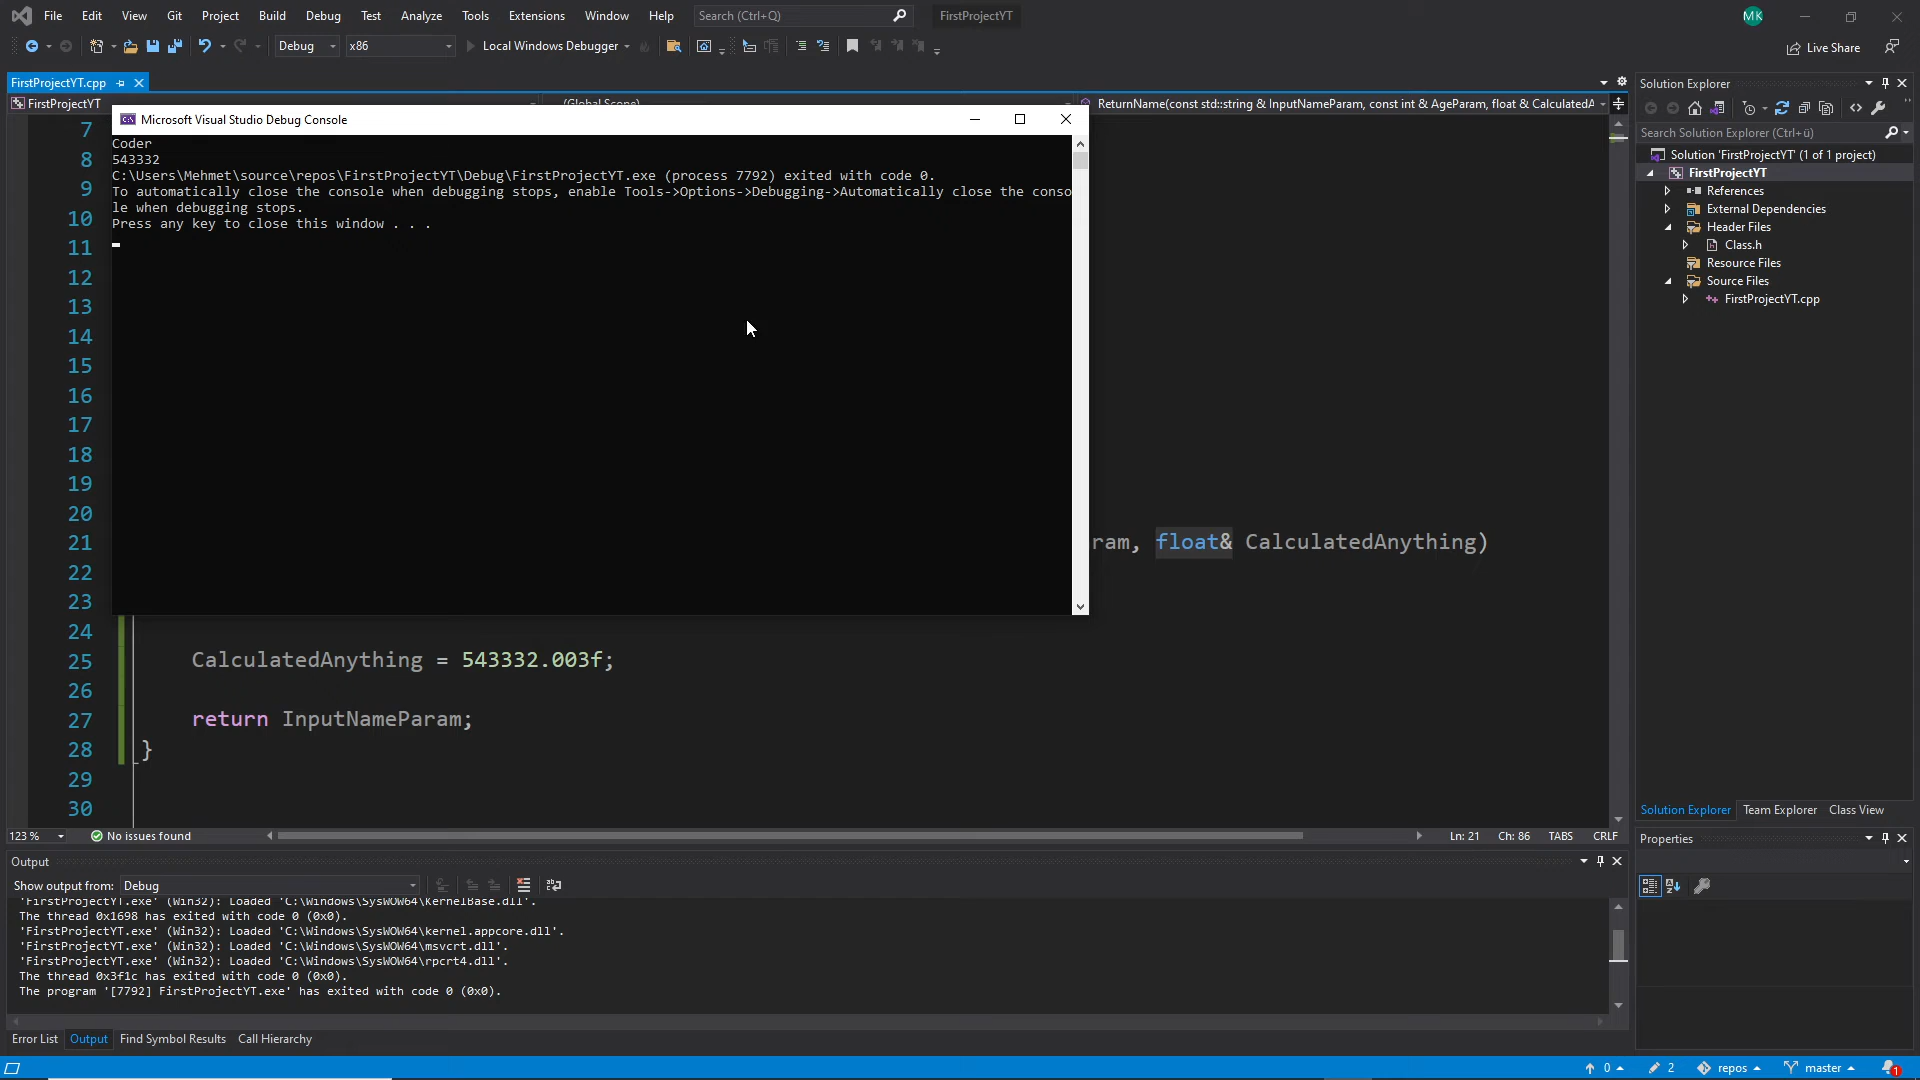 File Edit View Git Project Build Debug Test Analyze Tools Extensions Window Help Search (Ctrl+Q) FirstProjectYT MK
Debug x86 Local Windows Debugger Live Share
FirstProjectYT.cpp
FirstProjectYT (Global Scope) ReturnName(const std::string & InputNameParam, const int & AgeParam, float & CalculatedA
Microsoft Visual Studio Debug Console
Coder
543332
C:\Users\Mehmet\source\repos\FirstProjectYT\Debug\FirstProjectYT.exe (process 7792) exited with code 0.
To automatically close the console when debugging stops, enable Tools->Options->Debugging->Automatically close the conso
le when debugging stops.
Press any key to close this window . . .
7
8
9
10
11
12
13
14
15
16
17
18
19
20
21 ram, float& CalculatedAnything)
22
23
24
25 CalculatedAnything = 543332.003f;
26
27 return InputNameParam;
28 }
29
30
123 % No issues found Ln: 21 Ch: 86 TABS CRLF
Output
Show output from: Debug
'FirstProjectYT.exe' (Win32): Loaded 'C:\Windows\SysWOW64\KernelBase.dll'.
The thread 0x1698 has exited with code 0 (0x0).
'FirstProjectYT.exe' (Win32): Loaded 'C:\Windows\SysWOW64\kernel.appcore.dll'.
'FirstProjectYT.exe' (Win32): Loaded 'C:\Windows\SysWOW64\msvcrt.dll'.
'FirstProjectYT.exe' (Win32): Loaded 'C:\Windows\SysWOW64\rpcrt4.dll'.
The thread 0x3f1c has exited with code 0 (0x0).
The program '[7792] FirstProjectYT.exe' has exited with code 0 (0x0).
Error List Output Find Symbol Results Call Hierarchy
Solution Explorer
Search Solution Explorer (Ctrl+ü)
Solution 'FirstProjectYT' (1 of 1 project)
FirstProjectYT
References
External Dependencies
Header Files
Class.h
Resource Files
Source Files
FirstProjectYT.cpp
Solution Explorer Team Explorer Class View
Properties
0 2 repos master 1